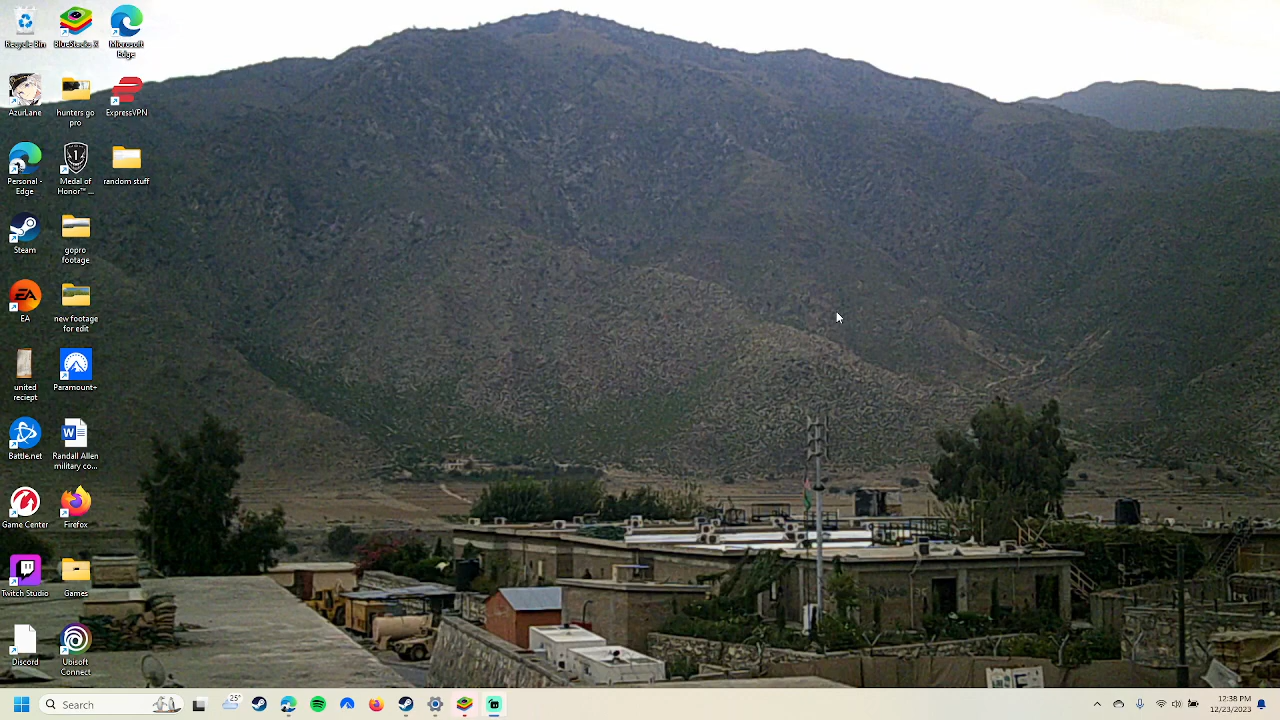 Recycle Bin
BlueStacks X
Microsoft
Edge
AzurLane
hunters go
pro
ExpressVPN
Personal -
Edge
Medal of
Honor™ ...
random stuff
Steam
gopro
footage
EA
new footage
for edit
united
reciept
Paramount+
Battle.net
Randall Allen
military co...
Game Center
Firefox
Twitch Studio
Games
Discord
Ubisoft
Connect
Search
25°
12:38 PM
12/23/2023